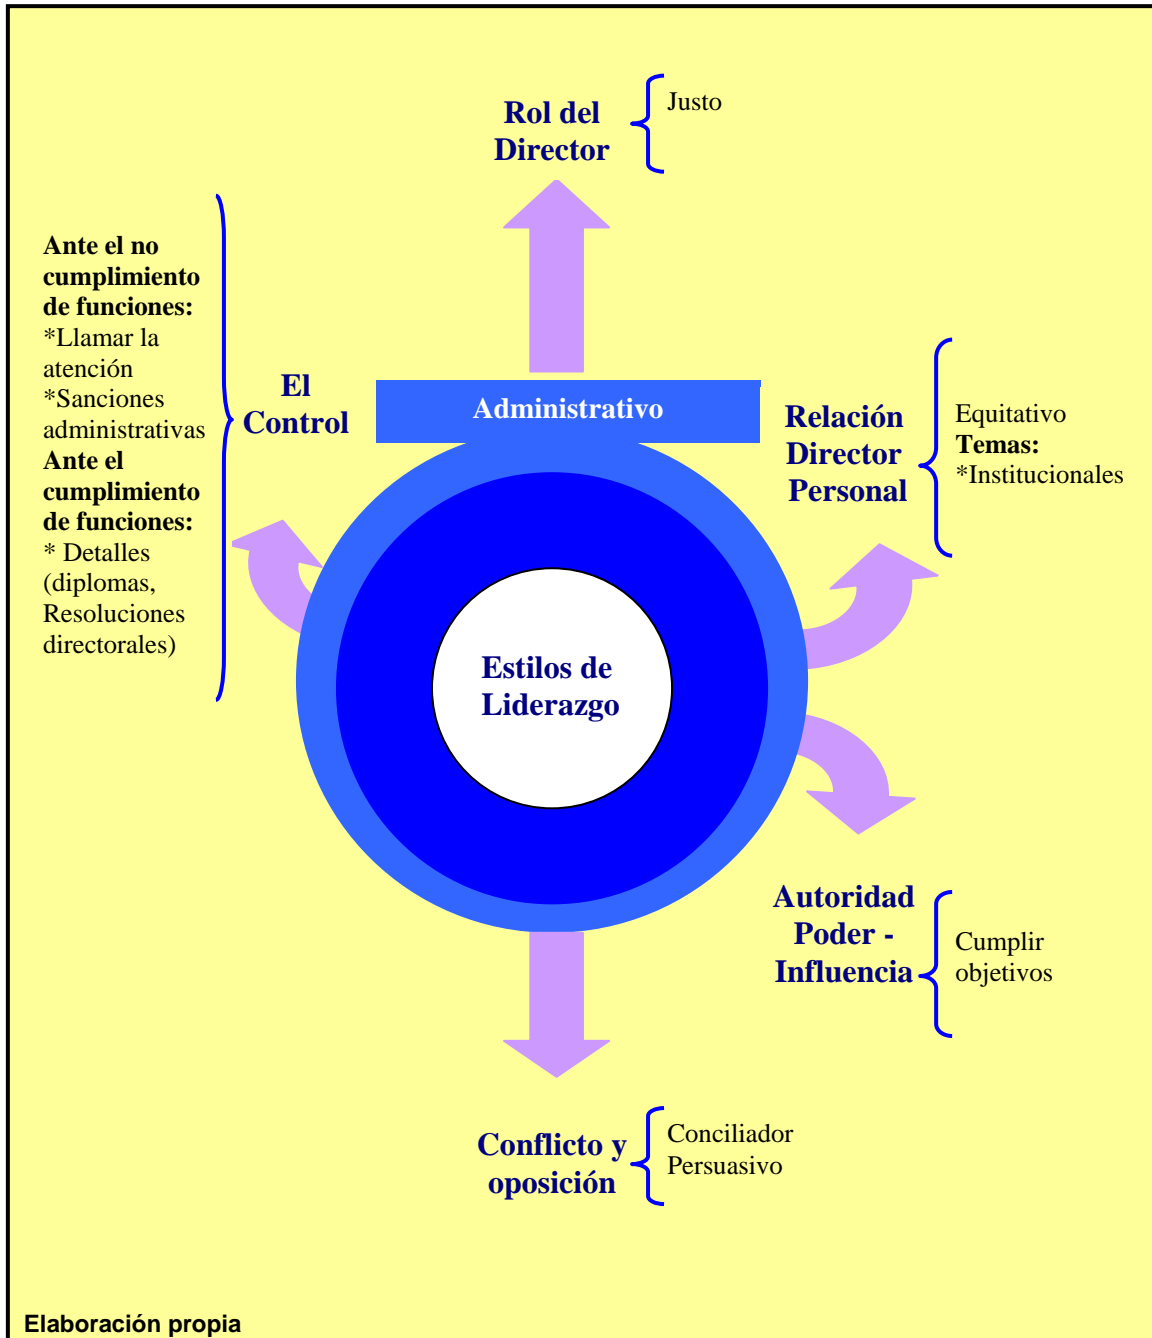 Rol del
Director
Justo
Ante el no
cumplimiento
de funciones:
*Llamar la
atención
*Sanciones
administrativas
Ante el
cumplimiento
de funciones:
* Detalles
(diplomas,
Resoluciones
directorales)
El
Control
Administrativo
Relación
Director
Personal
Equitativo
Temas:
*Institucionales
Estilos de
Liderazgo
Autoridad
Poder -
Influencia
Cumplir
objetivos
Conflicto y
oposición
Conciliador
Persuasivo
Elaboración propia